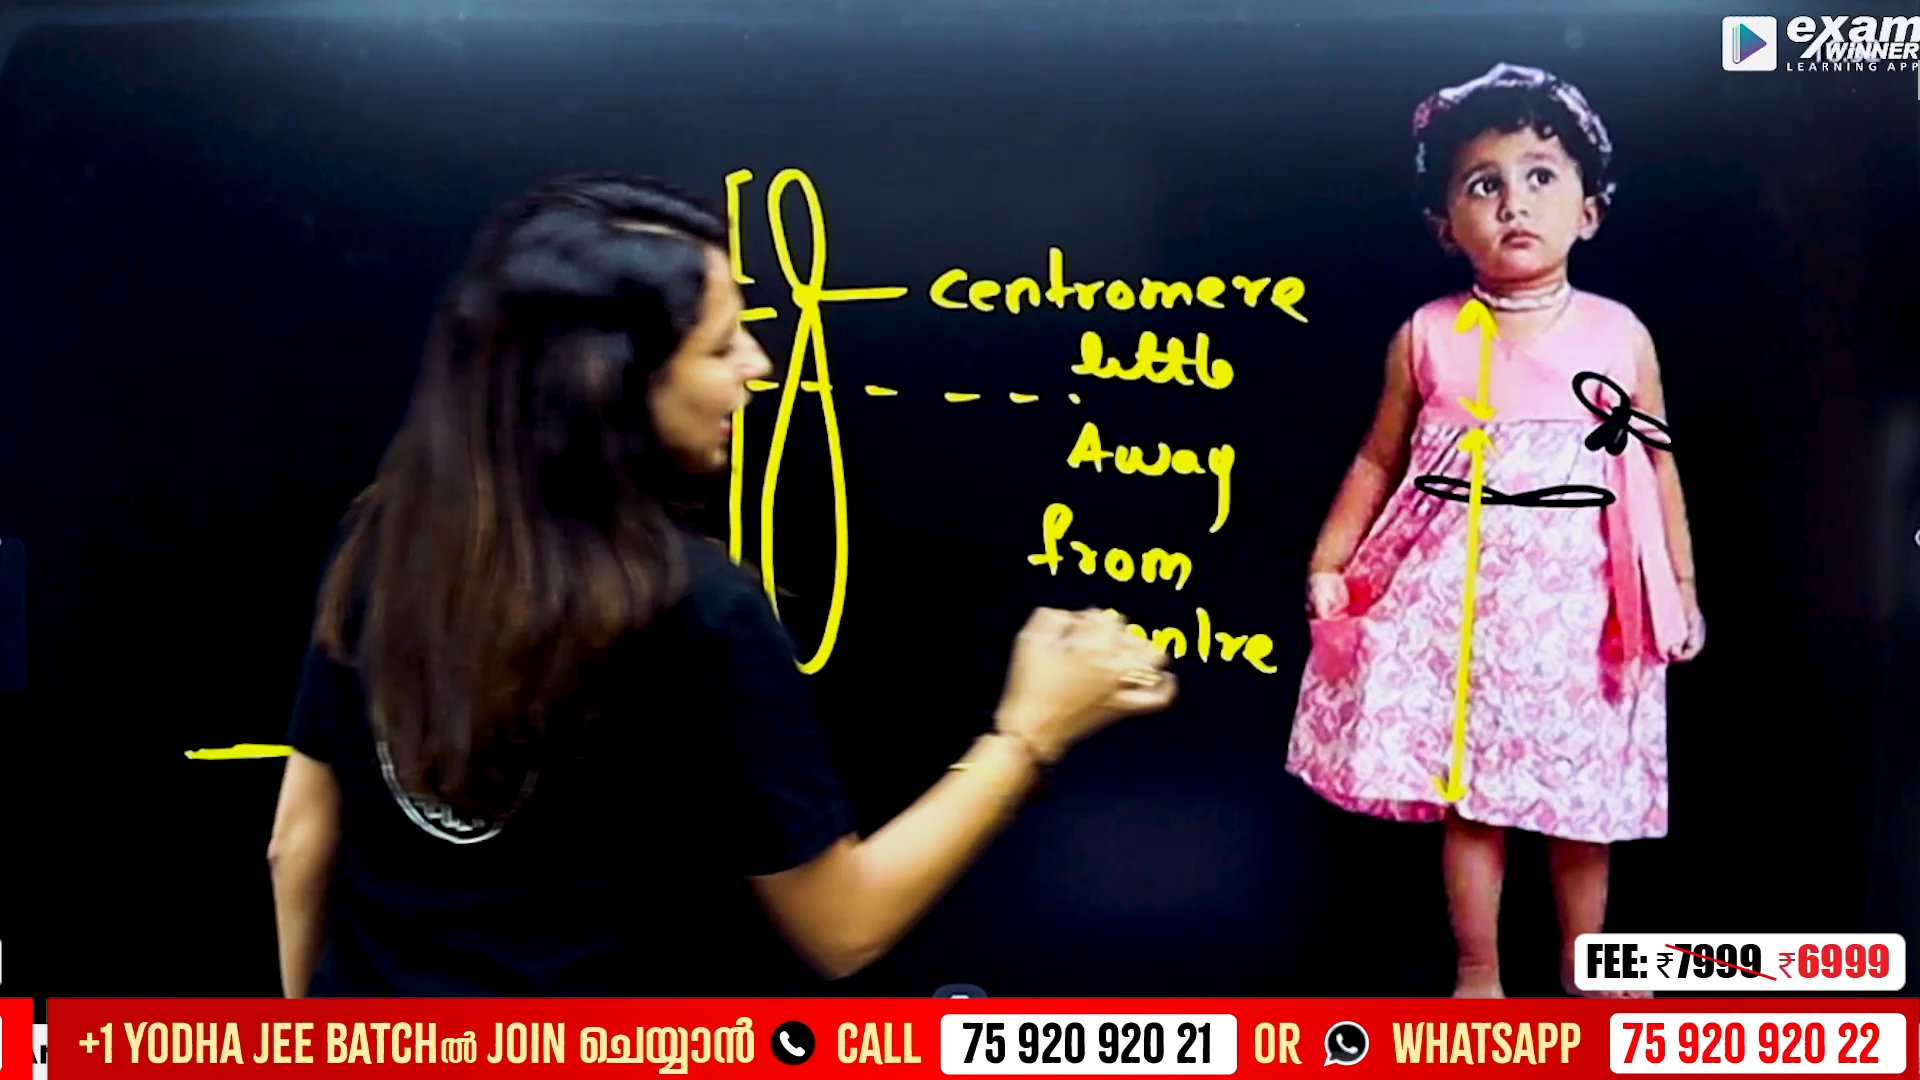 exam
WINNER
LEARNING APP
centromere
little
Away
from
FEE: ₹7999 ₹6999
+1 YODHA JEE BATCHൽ JOIN ചെയ്യാൻ CALL 75 920 920 21 OR WHATSAPP 75 920 920 22